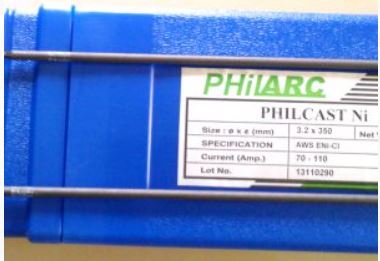 PHILARC
PHILCAST Ni
Size : ø x ℓ (mm) 3.2 x 350 Net
SPECIFICATION AWS ENi-CI
Current (Amp.) 70 - 110
Lot No. 13110290